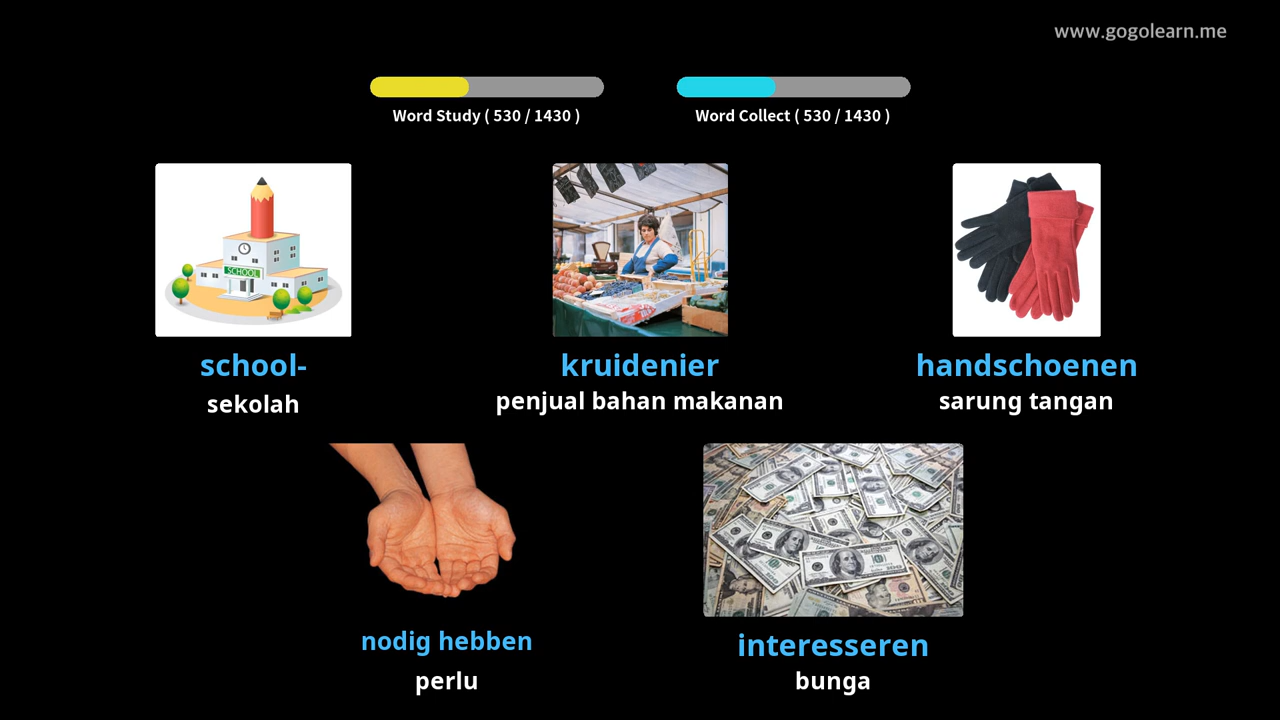 www.gogolearn.me
Word Study ( 530 / 1430 )
Word Collect ( 530 / 1430 )
SCHOOL
school-
sekolah
kruidenier
penjual bahan makanan
handschoenen
sarung tangan
nodig hebben
perlu
interesseren
bunga